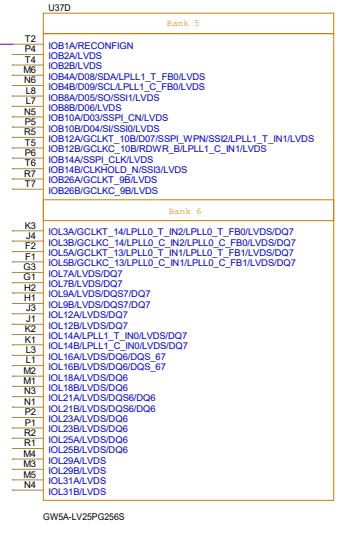 U37D
Bank 5
T2 IOB1A/RECONFIGN
P4 IOB2A/LVDS
T4 IOB2B/LVDS
M6 IOB4A/D08/SDA/LPLL1_T_FB0/LVDS
N6 IOB4B/D09/SCL/LPLL1_C_FB0/LVDS
L8 IOB8A/D05/SO/SSI1/LVDS
L7 IOB8B/D06/LVDS
N5 IOB10A/D03/SSPI_CN/LVDS
P5 IOB10B/D04/SI/SSI0/LVDS
R5 IOB12A/GCLKT_10B/D07/SSPI_WPN/SSI2/LPLL1_T_IN1/LVDS
T5 IOB12B/GCLKC_10B/RDWR_B/LPLL1_C_IN1/LVDS
P6 IOB14A/SSPI_CLK/LVDS
T6 IOB14B/CLKHOLD_N/SSI3/LVDS
R7 IOB26A/GCLKT_9B/LVDS
T7 IOB26B/GCLKC_9B/LVDS
Bank 6
K3 IOL3A/GCLKT_14/LPLL0_T_IN2/LPLL0_T_FB0/LVDS/DQ7
J4 IOL3B/GCLKC_14/LPLL0_C_IN2/LPLL0_C_FB0/LVDS/DQ7
F2 IOL5A/GCLKT_13/LPLL0_T_IN1/LPLL0_T_FB1/LVDS/DQ7
F1 IOL5B/GCLKC_13/LPLL0_C_IN1/LPLL0_C_FB1/LVDS/DQ7
G3 IOL7A/LVDS/DQ7
G1 IOL7B/LVDS/DQ7
H2 IOL9A/LVDS/DQS7/DQ7
H1 IOL9B/LVDS/DQS7/DQ7
J3 IOL12A/LVDS/DQ7
J1 IOL12B/LVDS/DQ7
K2 IOL14A/LPLL1_T_IN0/LVDS/DQ7
K1 IOL14B/LPLL1_C_IN0/LVDS/DQ7
L3 IOL16A/LVDS/DQ6/DQS_67
L1 IOL16B/LVDS/DQ6/DQS_67
M2 IOL18A/LVDS/DQ6
M1 IOL18B/LVDS/DQ6
N3 IOL21A/LVDS/DQS6/DQ6
N1 IOL21B/LVDS/DQS6/DQ6
P2 IOL23A/LVDS/DQ6
P1 IOL23B/LVDS/DQ6
R2 IOL25A/LVDS/DQ6
R1 IOL25B/LVDS/DQ6
M4 IOL29A/LVDS
M3 IOL29B/LVDS
M5 IOL31A/LVDS
N4 IOL31B/LVDS
GW5A-LV25PG256S